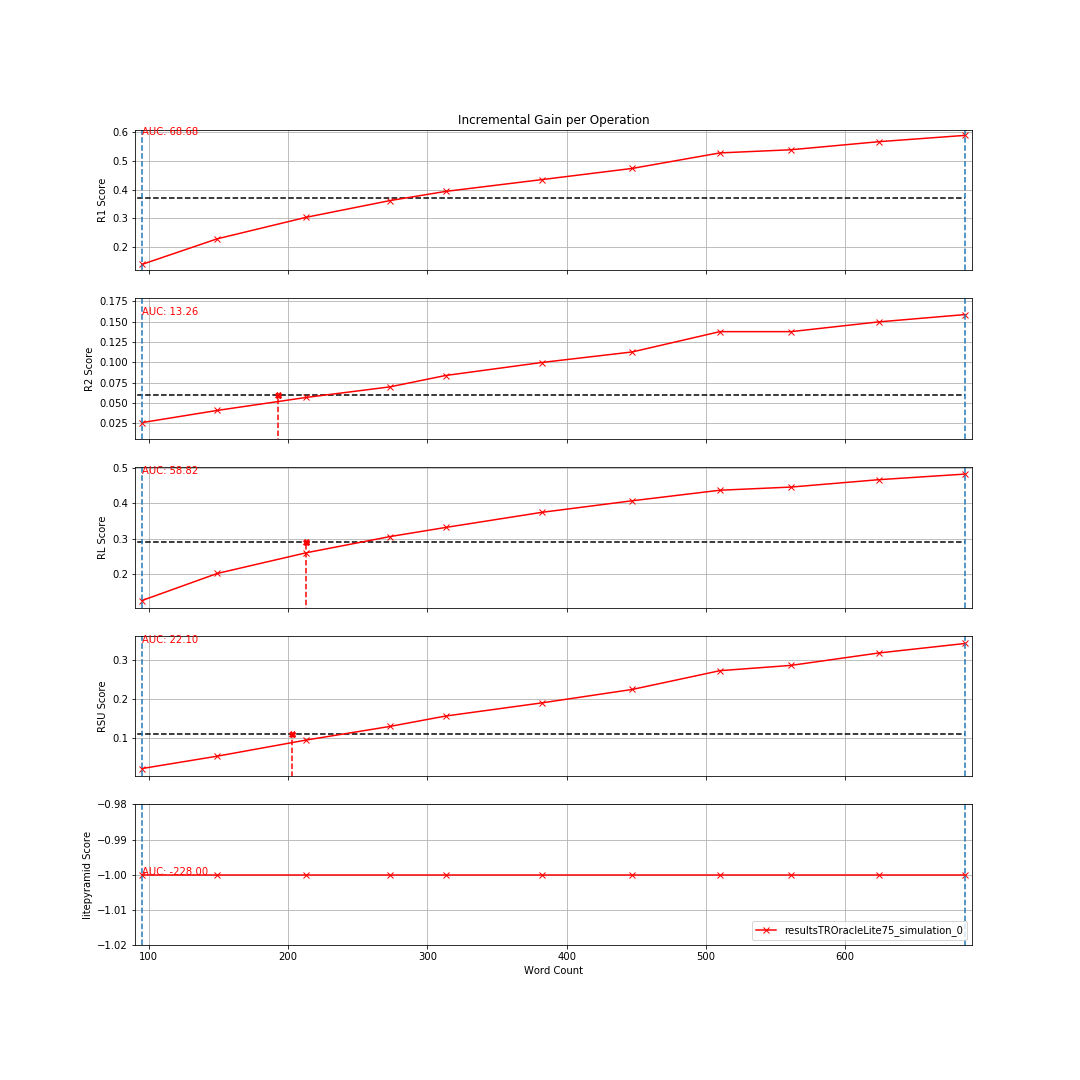 Incremental Gain per Operation
0.6
AUC: 68.68
0.5
0.4
0.3
0.2
R1 Score
0.175
AUC: 13.26
0.150
0.125
0.100
0.075
0.050
0.025
R2 Score
0.5
AUC: 58.82
0.4
0.3
0.2
RL Score
AUC: 22.10
0.3
0.2
0.1
RSU Score
−0.98
−0.99
−1.00
AUC: -228.00
−1.01
−1.02
litepyramid Score
resultsTROracleLite75_simulation_0
100 200 300 400 500 600
Word Count